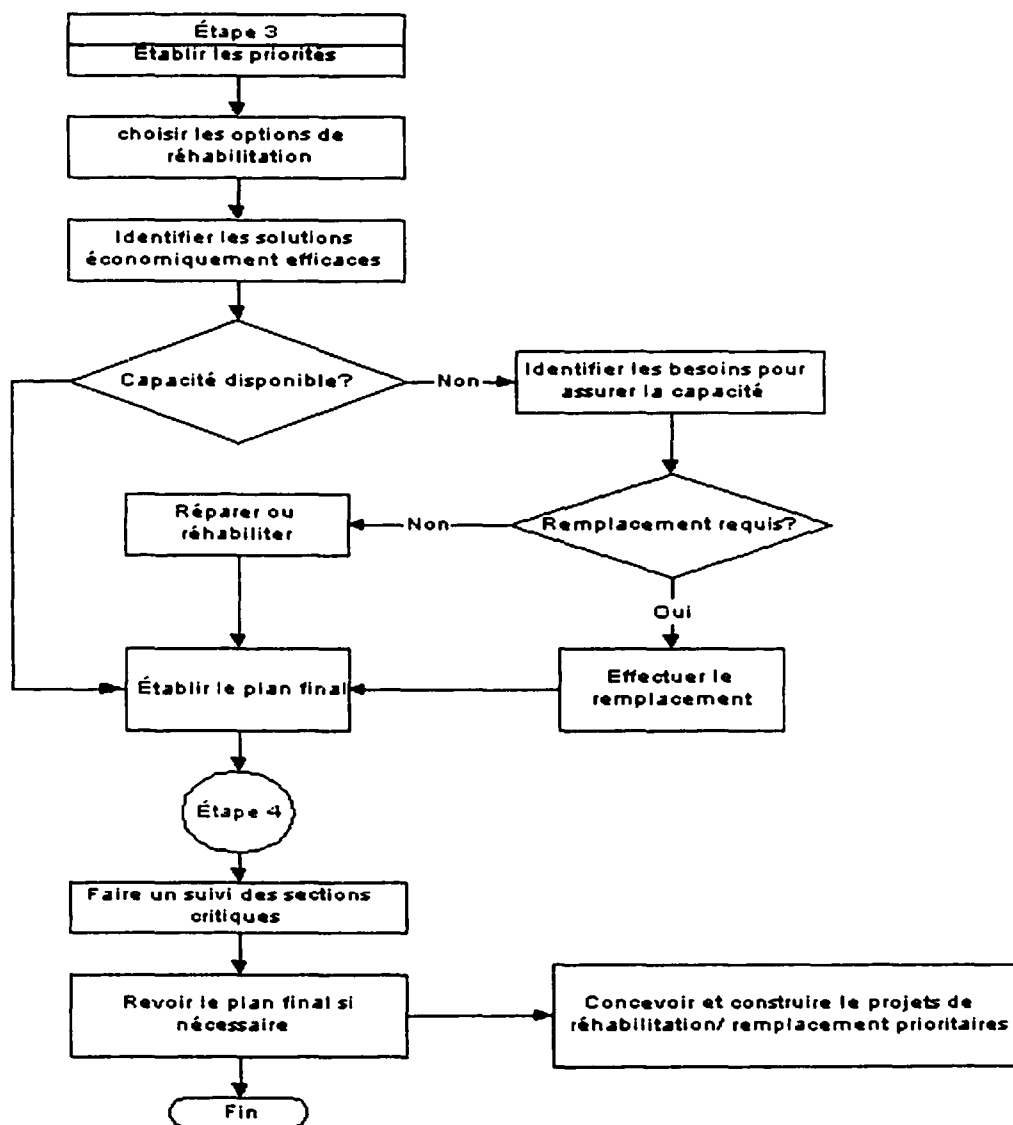 Étape 3
Établir les priorités
choisir les options de
réhabilitation
Identifier les solutions
économiquement efficaces
Capacité disponible?
Non
Identifier les besoins pour
assurer la capacité
Réparer ou
réhabiliter
Non
Remplacement requis?
Oui
Établir le plan final
Effectuer le
remplacement
Étape 4
Faire un suivi des sections
critiques
Revoir le plan final si
nécessaire
Concevoir et construire le projets de
réhabilitation/ remplacement prioritaires
Fin